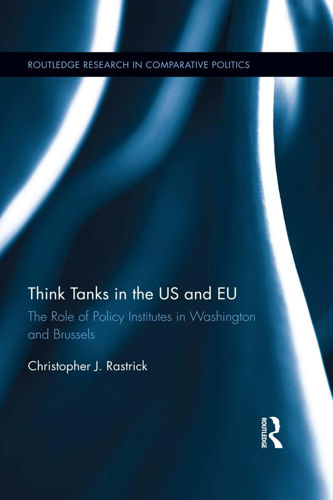 ROUTLEDGE RESEARCH IN COMPARATIVE POLITICS
Think Tanks in the US and EU
The Role of Policy Institutes in Washington
and Brussels
Christopher J. Rastrick
ROUTLEDGE